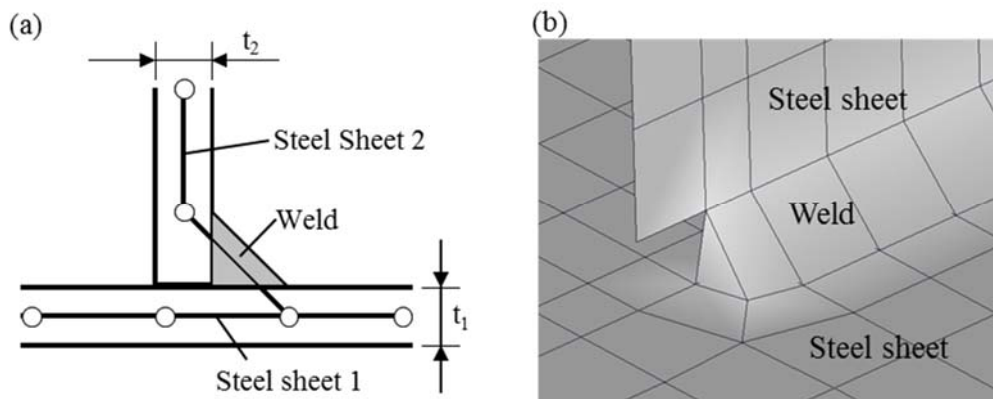 (a)
t₂
Steel Sheet 2
Weld
t₁
Steel sheet 1
(b)
Steel sheet
Weld
Steel sheet